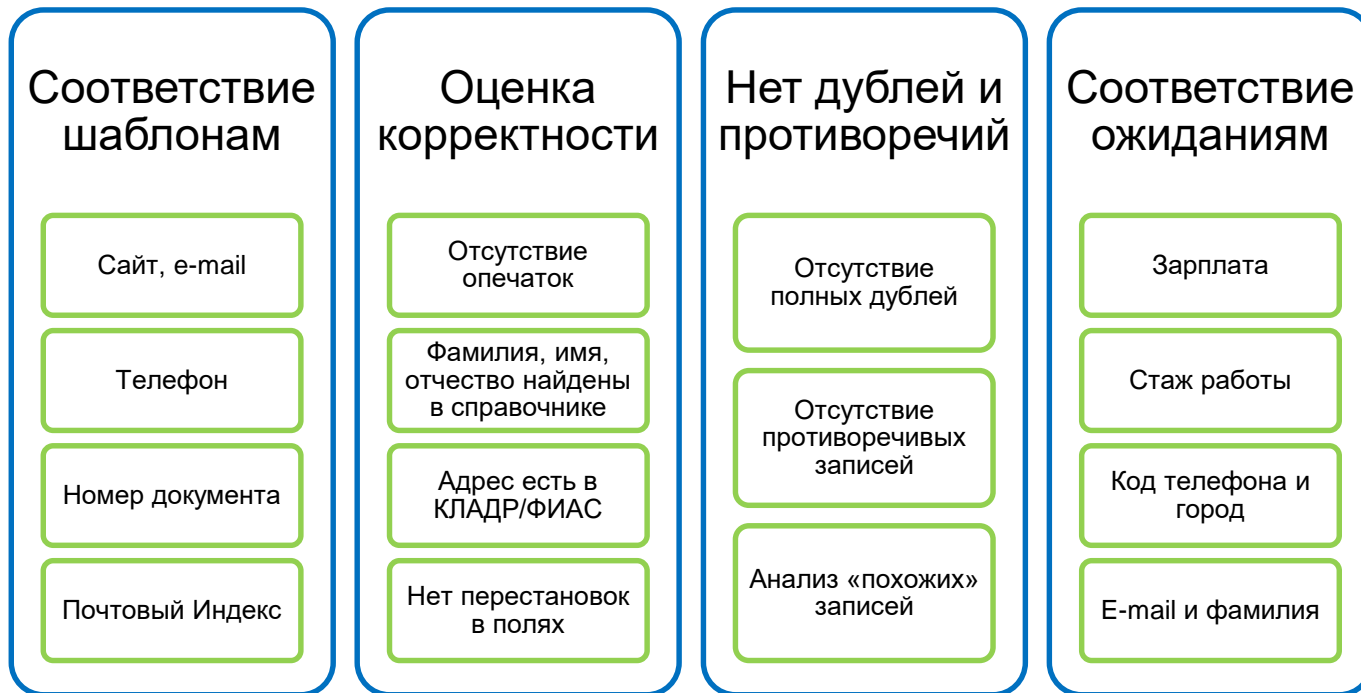 Соответствие
шаблонам
Сайт, e-mail
Телефон
Номер документа
Почтовый Индекс
Оценка
корректности
Отсутствие
опечаток
Фамилия, имя,
отчество найдены
в справочнике
Адрес есть в
КЛАДР/ФИАС
Нет перестановок
в полях
Нет дублей и
противоречий
Отсутствие
полных дублей
Отсутствие
противоречивых
записей
Анализ «похожих»
записей
Соответствие
ожиданиям
Зарплата
Стаж работы
Код телефона и
город
E-mail и фамилия